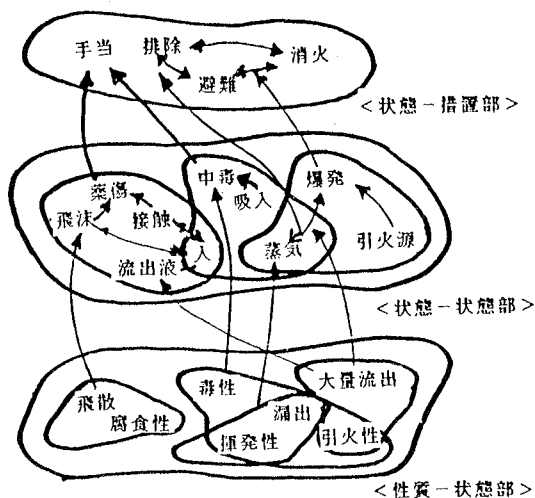 手当 排除 消火
避難
<状態-措置部>
中毒 爆発
薬傷 吸入
飛沫 接触
人 蒸気 引火源
流出液
<状態-状態部>
毒性 大量流出
飛散 漏出
腐食性 揮発性 引火性
<性質-状態部>